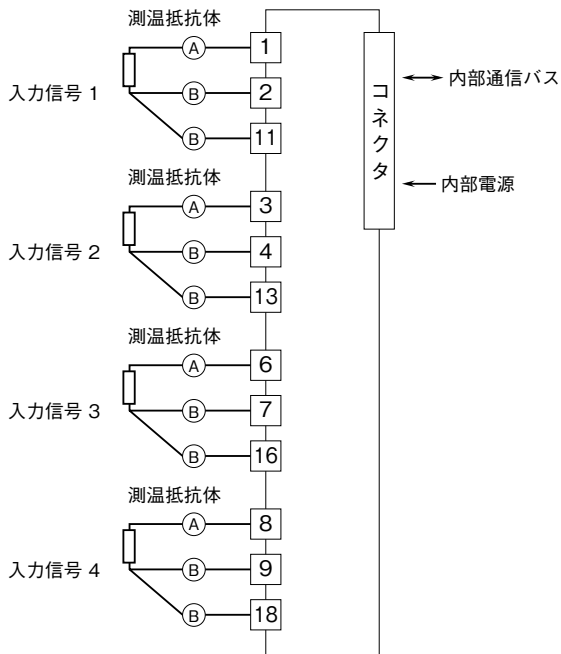 測温抵抗体
入力信号 1
A
1
B
2
B
11
測温抵抗体
入力信号 2
A
3
B
4
B
13
測温抵抗体
入力信号 3
A
6
B
7
B
16
測温抵抗体
入力信号 4
A
8
B
9
B
18
コネクタ
内部通信バス
内部電源